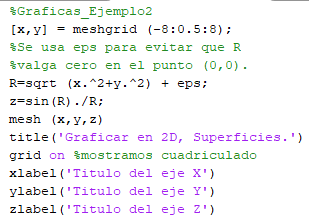 %Graficas_Ejemplo2
[x,y] = meshgrid (-8:0.5:8);
%Se usa eps para evitar que R
%valga cero en el punto (0,0).
R=sqrt (x.^2+y.^2) + eps;
z=sin(R)./R;
mesh (x,y,z)
title('Graficar en 2D, Superficies.')
grid on %mostramos cuadriculado
xlabel('Titulo del eje X')
ylabel('Titulo del eje Y')
zlabel('Titulo del eje Z')